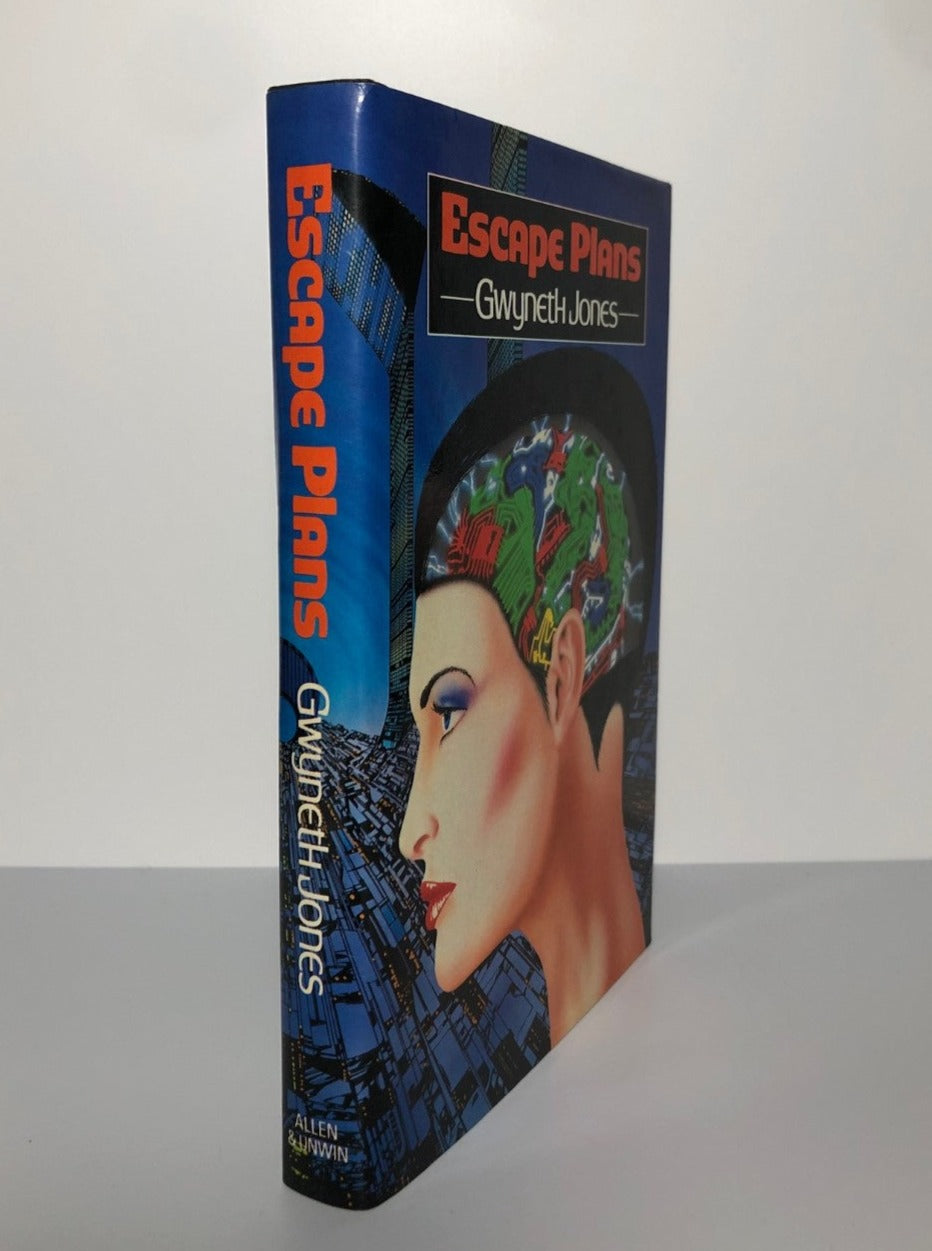 Escape Plans
Gwyneth Jones
Escape Plans Gwyneth Jones
ALLEN
& UNWIN